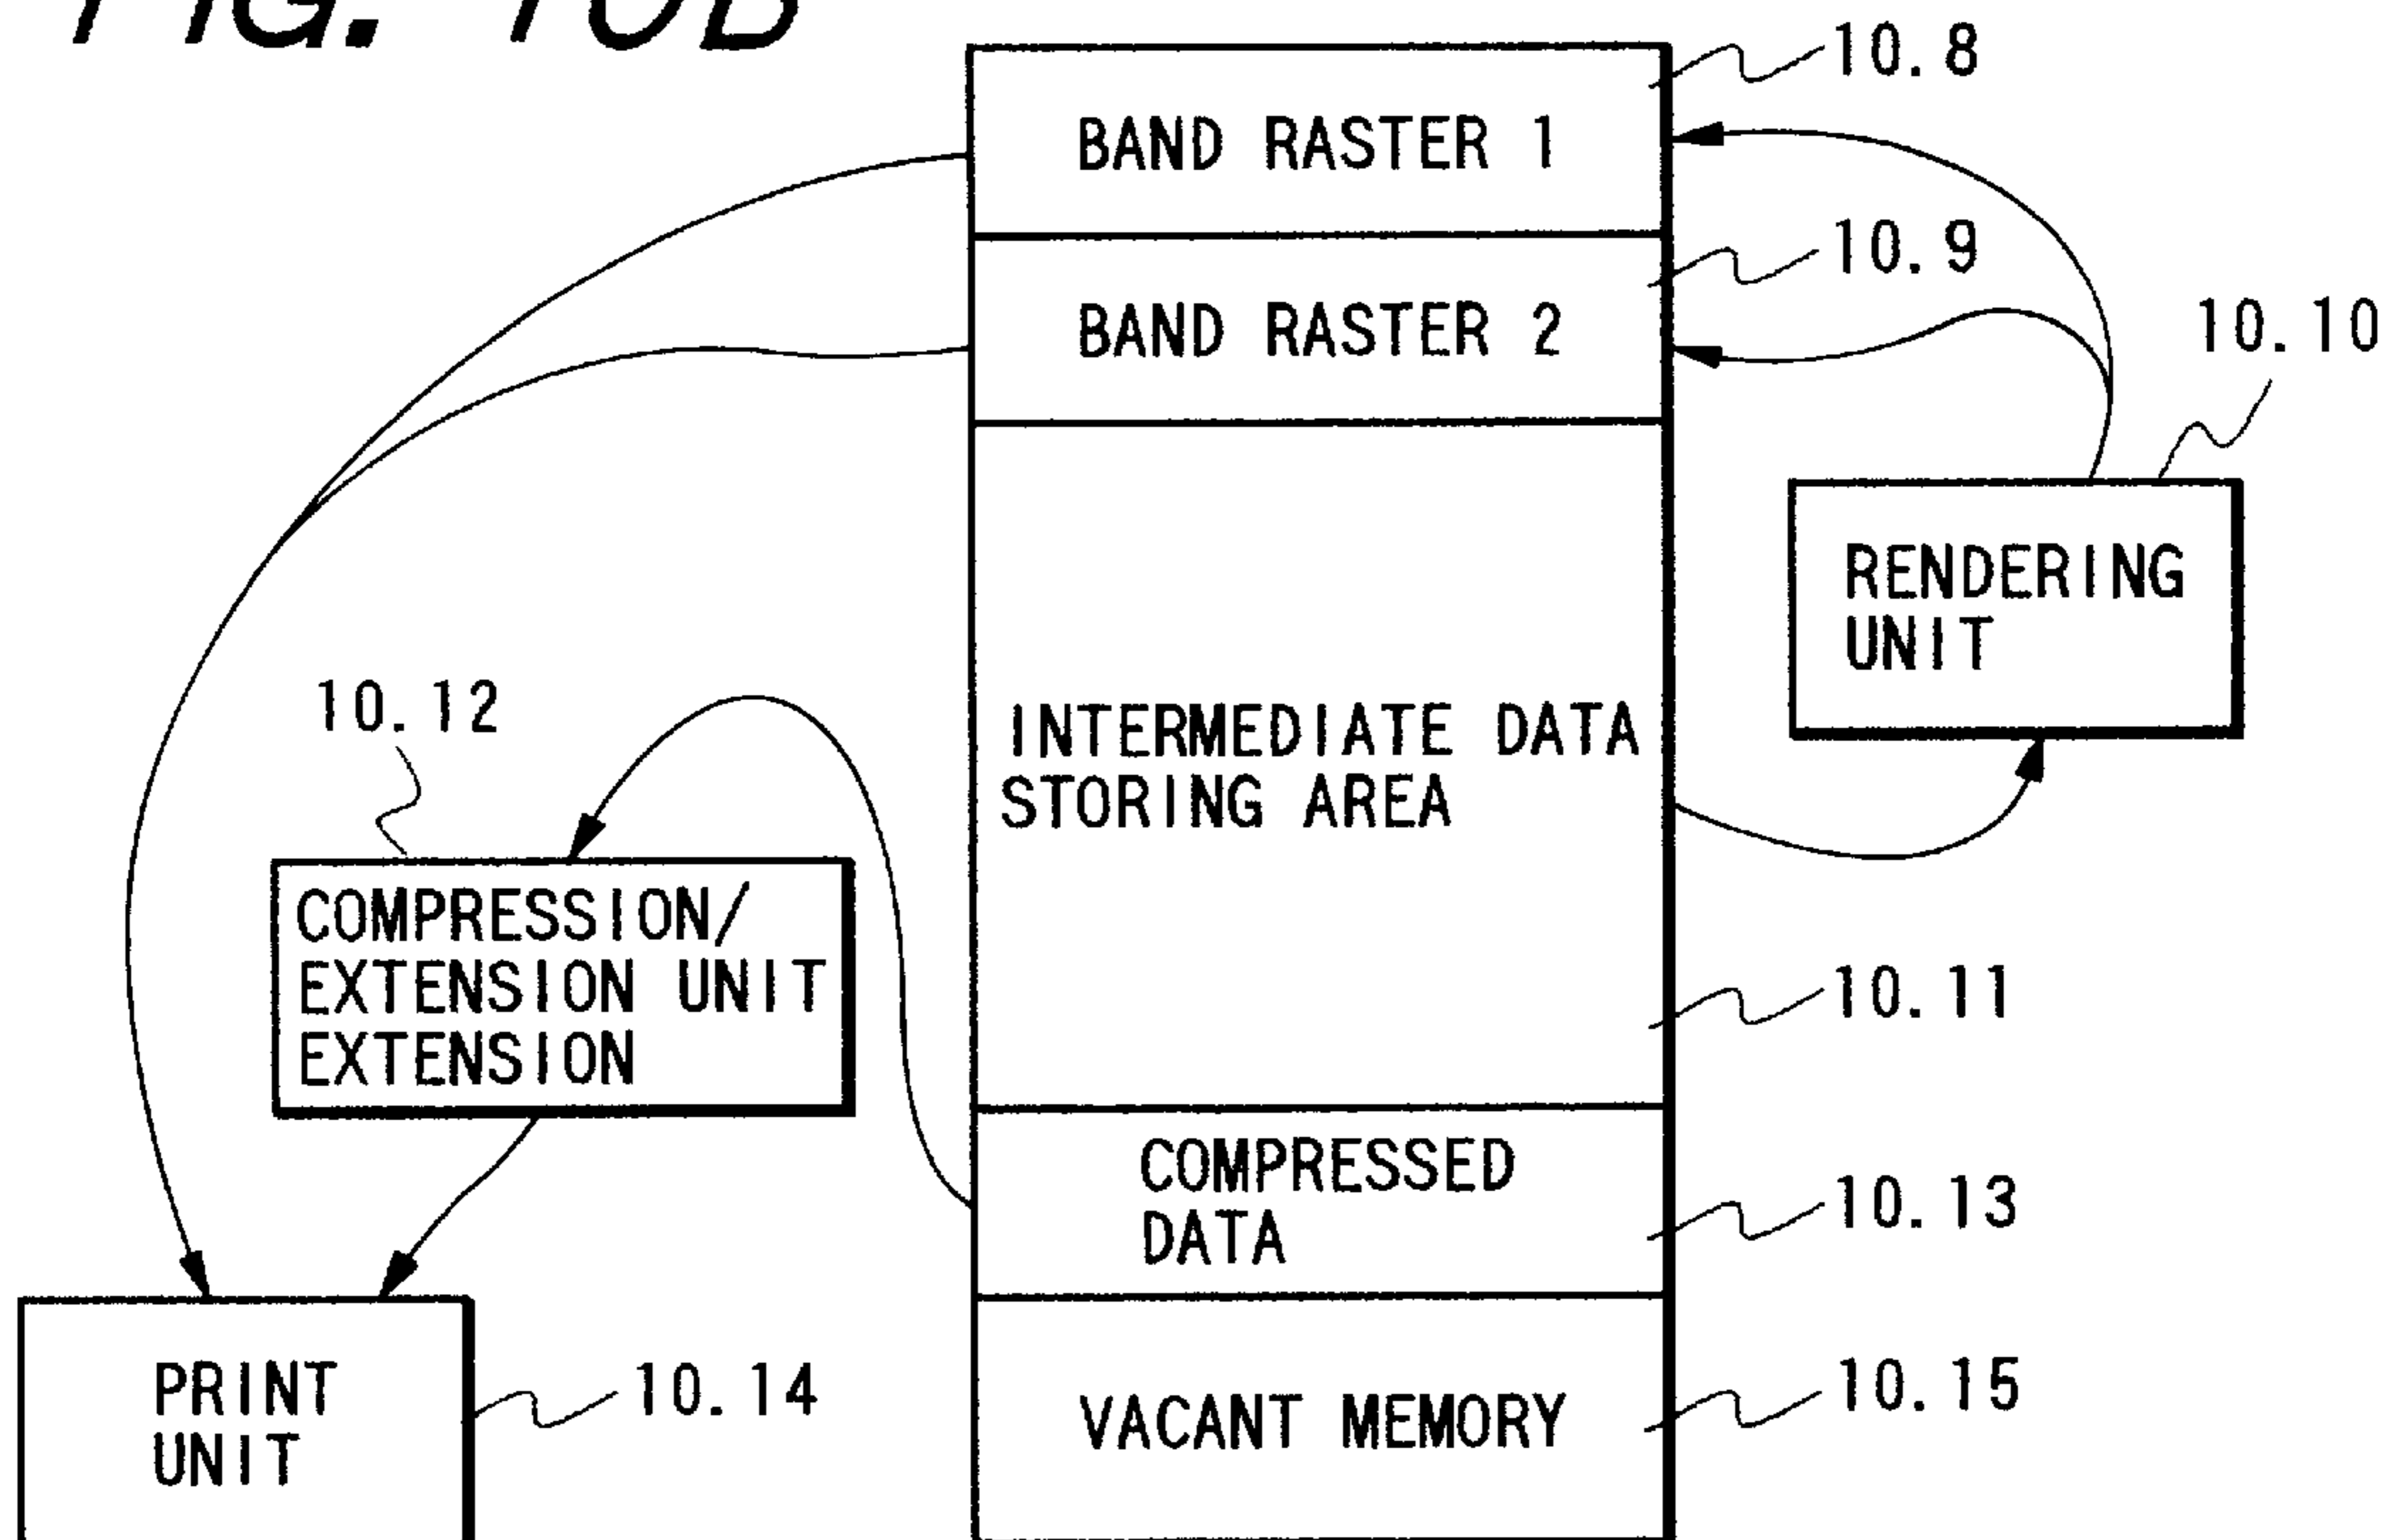 FIG. 10B
10.8
BAND RASTER 1
10.9
BAND RASTER 2
10.10
RENDERING
UNIT
10.12
INTERMEDIATE DATA
STORING AREA
COMPRESSION/
EXTENSION UNIT
EXTENSION
10.11
COMPRESSED
DATA
10.13
PRINT
UNIT
10.14
VACANT MEMORY
10.15